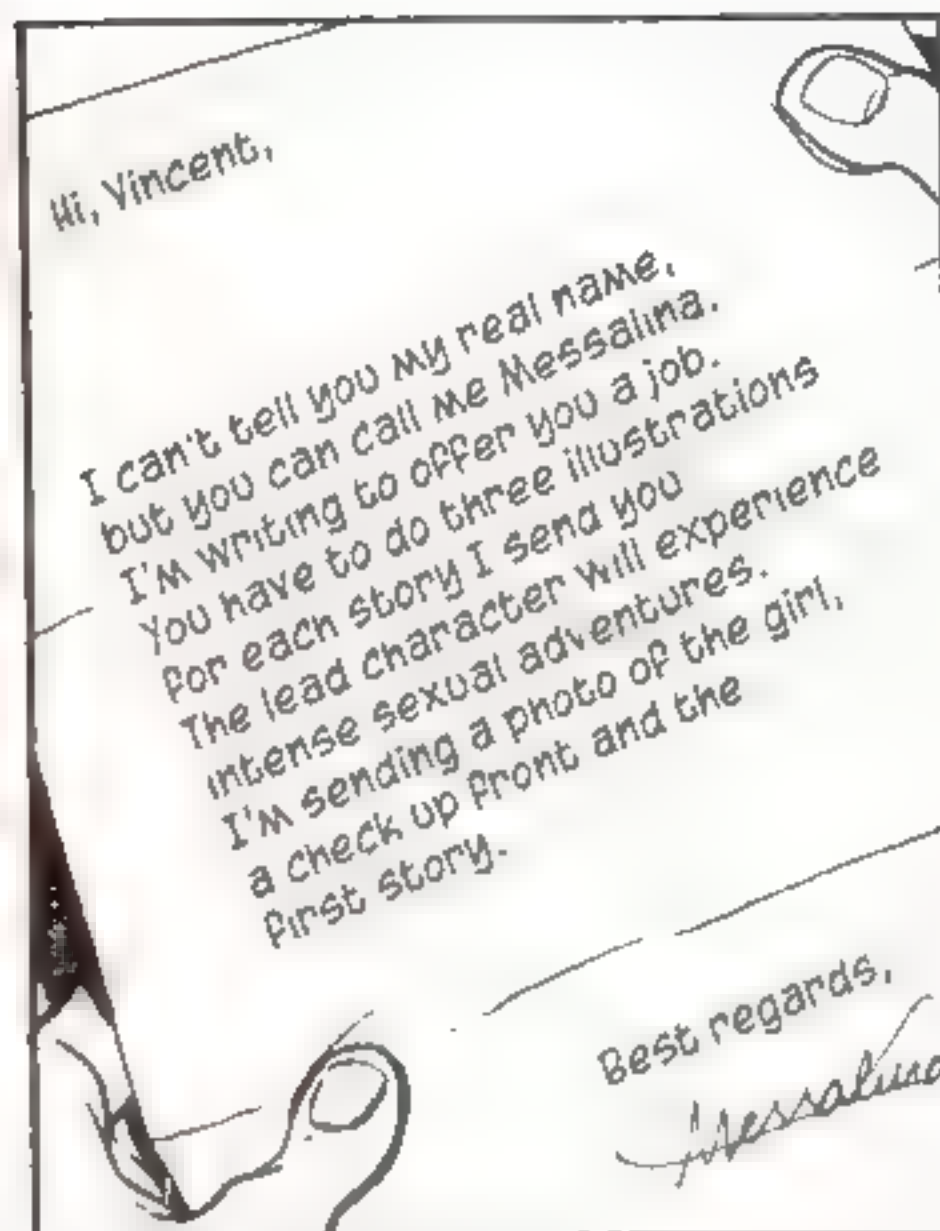 Hi, Vincent,
I can't tell you my real name,
but you can call me Messalina.
I'm writing to offer you a job.
You have to do three illustrations
for each story I send you
The lead character will experience
intense sexual adventures.
I'm sending a photo of the girl,
a check up front and the
first story.
Best regards,
Messalina